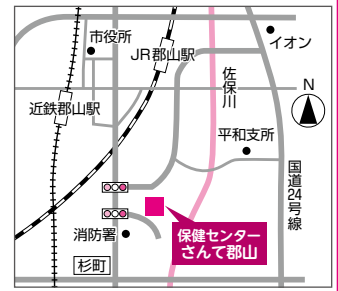 市役所
イオン
JR郡山駅
佐保川
N
近鉄郡山駅
平和支所
国道24号線
消防署
保健センター
さんて郡山
杉町